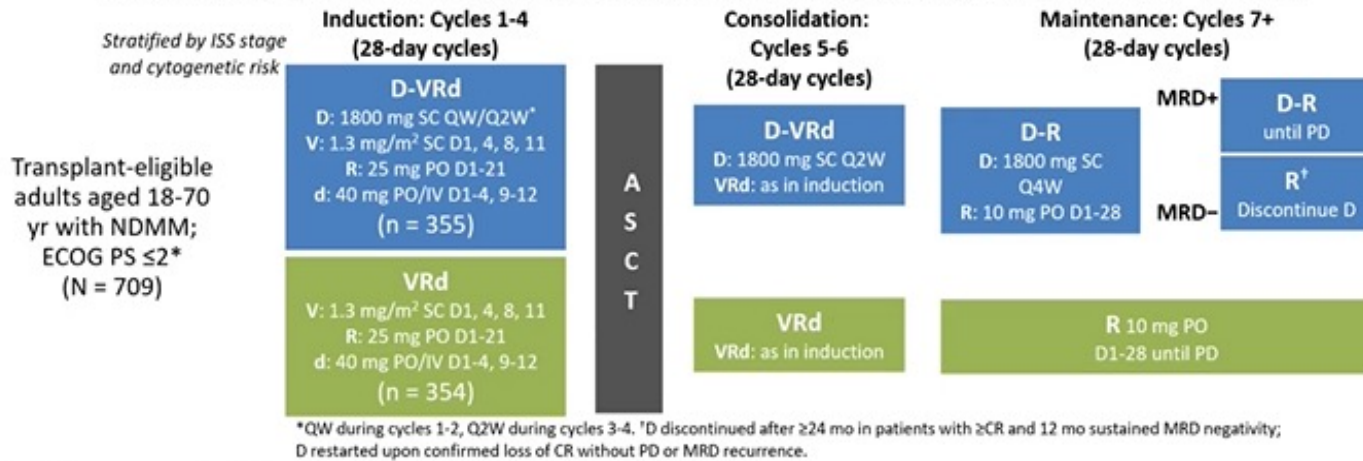 Stratified by ISS stage
and cytogenetic risk
Transplant-eligible
adults aged 18-70
yr with NDMM;
ECOG PS ≤2*
(N = 709)
Induction: Cycles 1-4
(28-day cycles)
D-VRd
D: 1800 mg SC QW/Q2W*
V: 1.3 mg/m² SC D1, 4, 8, 11
R: 25 mg PO D1-21
d: 40 mg PO/IV D1-4, 9-12
(n = 355)
VRd
V: 1.3 mg/m² SC D1, 4, 8, 11
R: 25 mg PO D1-21
d: 40 mg PO/IV D1-4, 9-12
(n = 354)
A
S
C
T
Consolidation:
Cycles 5-6
(28-day cycles)
D-VRd
D: 1800 mg SC Q2W
VRd: as in induction
VRd
VRd: as in induction
Maintenance: Cycles 7+
(28-day cycles)
D-R
D: 1800 mg SC
Q4W
R: 10 mg PO D1-28
MRD+
D-R
until PD
MRD−
R†
Discontinue D
R 10 mg PO
D1-28 until PD
*QW during cycles 1-2, Q2W during cycles 3-4. †D discontinued after ≥24 mo in patients with ≥CR and 12 mo sustained MRD negativity;
D restarted upon confirmed loss of CR without PD or MRD recurrence.